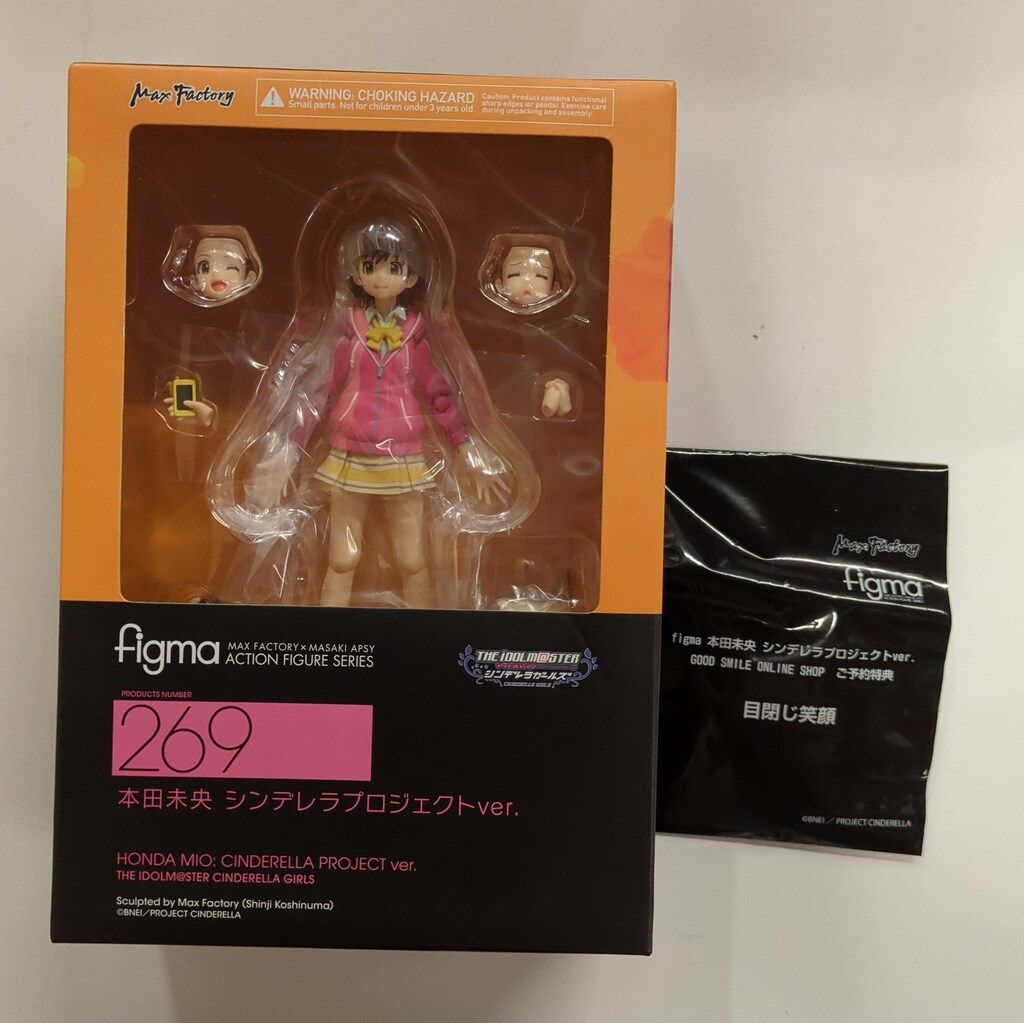 Max Factory
WARNING: CHOKING HAZARD
Small parts. Not for children under 3 years old.
Caution: Product contains functional
sharp edges or points! Exercise care
during unpacking and assembly.
figma
MAX FACTORY×MASAKI APSY
ACTION FIGURE SERIES
THE IDOLM@STER
シンデレラガールズ
CINDERELLA GIRLS
PRODUCTS NUMBER
269
本田未央 シンデレラプロジェクトver.
HONDA MIO: CINDERELLA PROJECT ver.
THE IDOLM@STER CINDERELLA GIRLS
Sculpted by Max Factory (Shinji Koshinuma)
©BNEI/PROJECT CINDERELLA
Max Factory
figma
figma 本田未央 シンデレラプロジェクトver.
GOOD SMILE ONLINE SHOP ご予約特典
目閉じ笑顔
©BNEI/PROJECT CINDERELLA